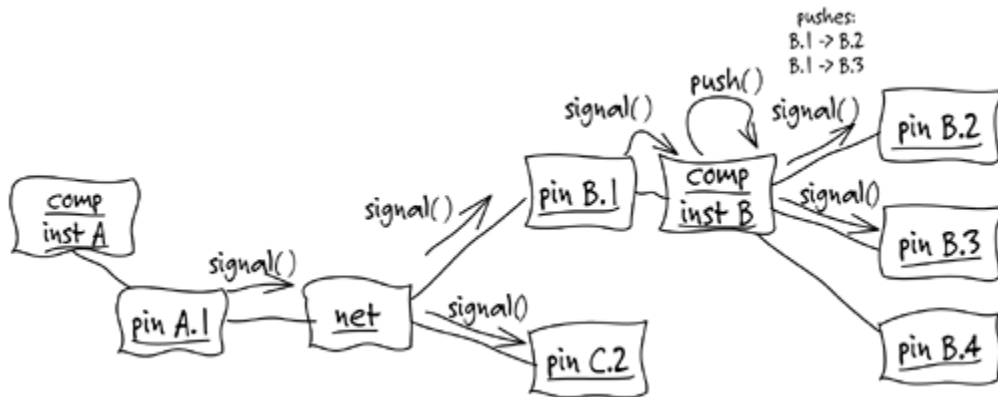 pushes:
B.1 -> B.2
B.1 -> B.3
push()
signal()
signal()
pin B.2
comp
inst A
signal()
pin B.1
comp
inst B
signal()
pin B.3
signal()
pin A.1
net
signal()
pin C.2
pin B.4